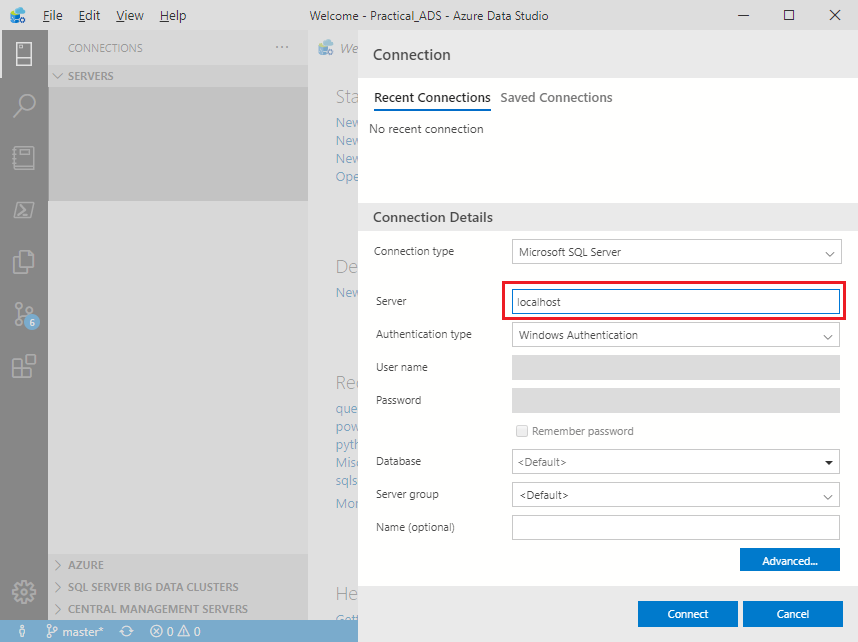 File Edit View Help
Welcome - Practical_ADS - Azure Data Studio
CONNECTIONS
SERVERS
AZURE
SQL SERVER BIG DATA CLUSTERS
CENTRAL MANAGEMENT SERVERS
We
Sta
New
New
New
Ope
De
New
Rec
que
pow
pyth
Misc
sqls
Mor
He
Connection
Recent Connections Saved Connections
No recent connection
Connection Details
Connection type Microsoft SQL Server
Server localhost
Authentication type Windows Authentication
User name
Password
Remember password
Database <Default>
Server group <Default>
Name (optional)
Advanced...
Connect Cancel
6
master* 0 0